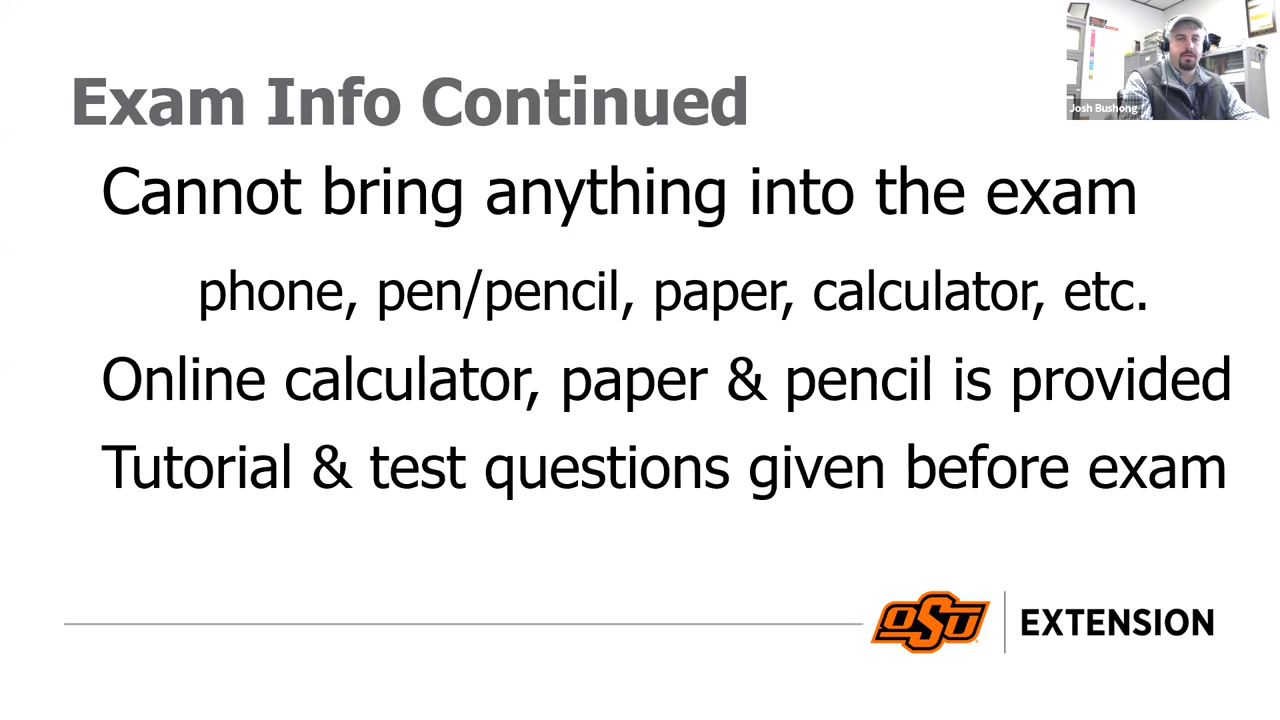 Exam Info Continued
Josh Bushong
Cannot bring anything into the exam
phone, pen/pencil, paper, calculator, etc.
Online calculator, paper & pencil is provided
Tutorial & test questions given before exam
OSU EXTENSION